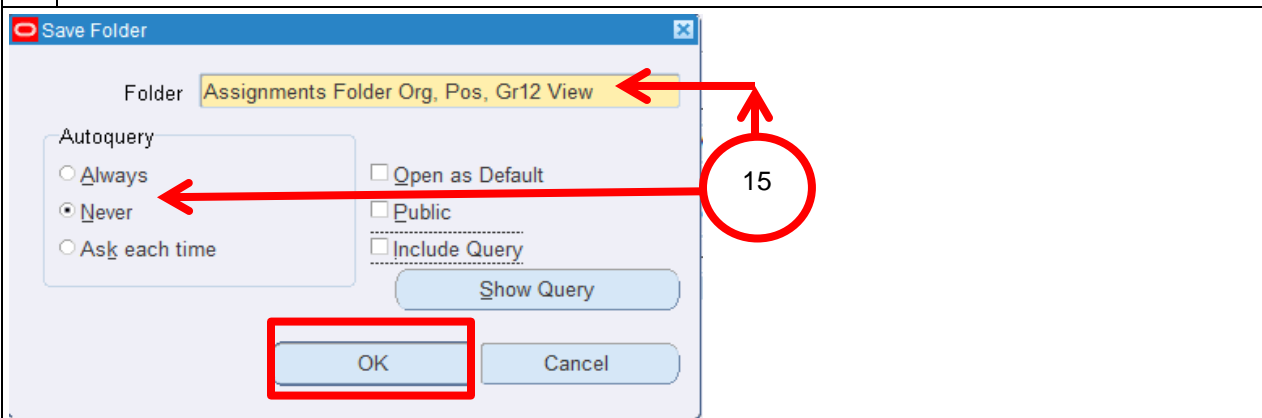 Save Folder
Folder Assignments Folder Org, Pos, Gr12 View
Autoquery
Always
Open as Default
15
Never
Public
Ask each time
Include Query
Show Query
OK
Cancel